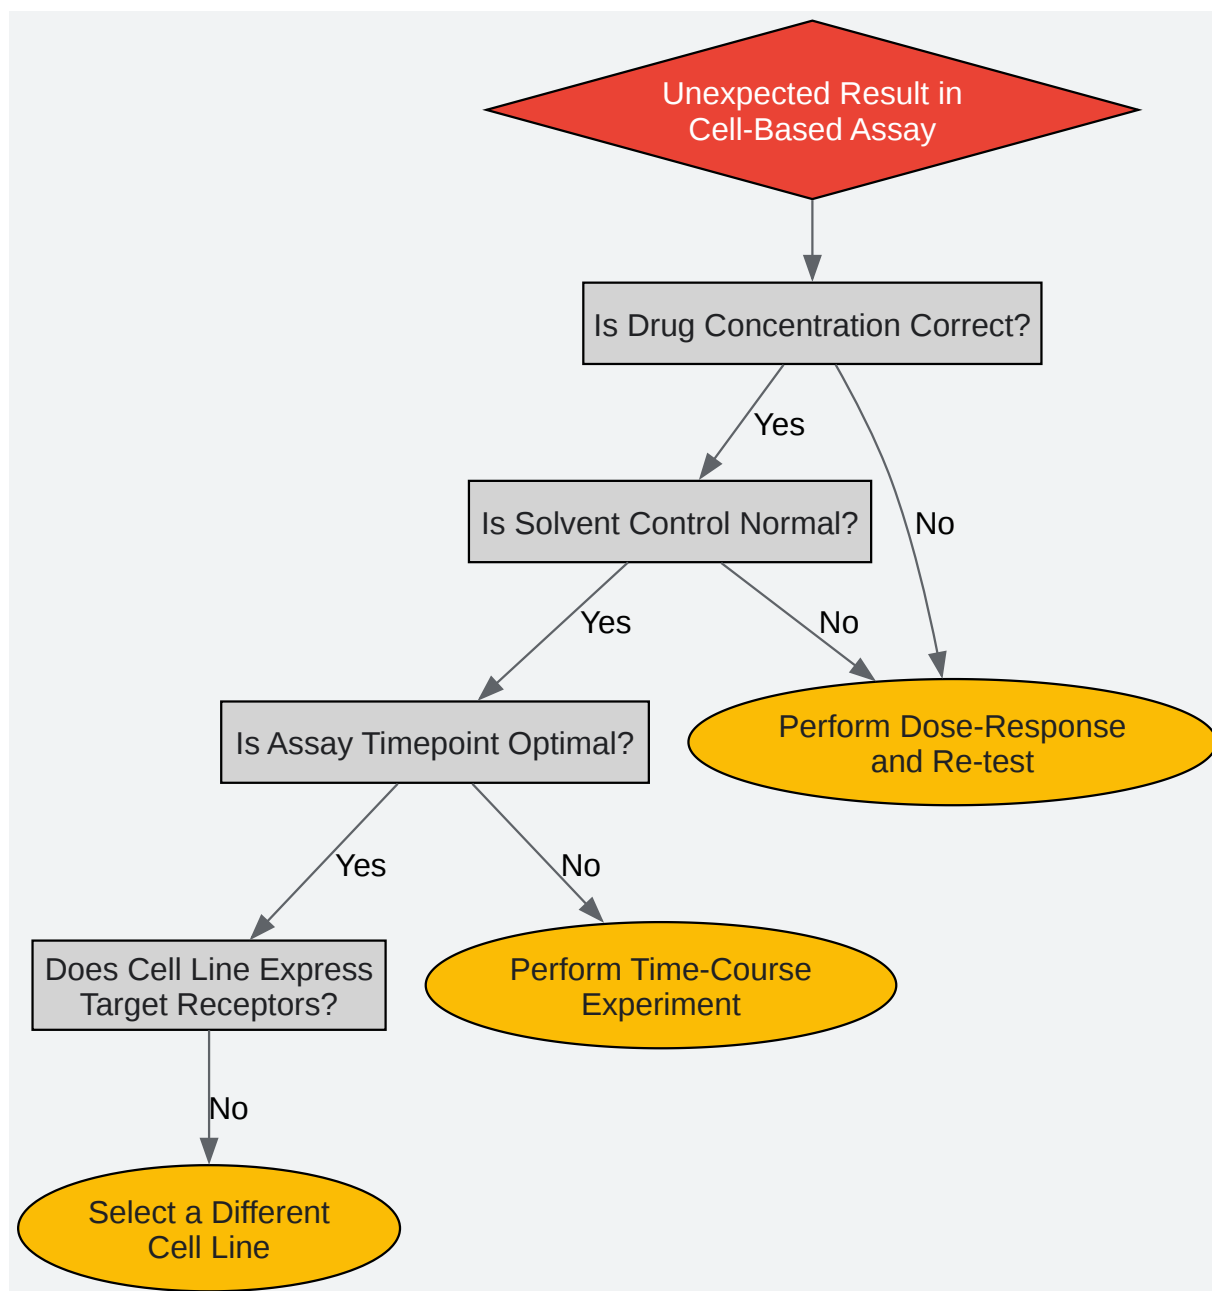 Unexpected Result in
Cell-Based Assay
Is Drug Concentration Correct?
Yes
Is Solvent Control Normal?
No
Yes
No
Is Assay Timepoint Optimal?
Perform Dose-Response
and Re-test
Yes
No
Does Cell Line Express
Target Receptors?
Perform Time-Course
Experiment
No
Select a Different
Cell Line